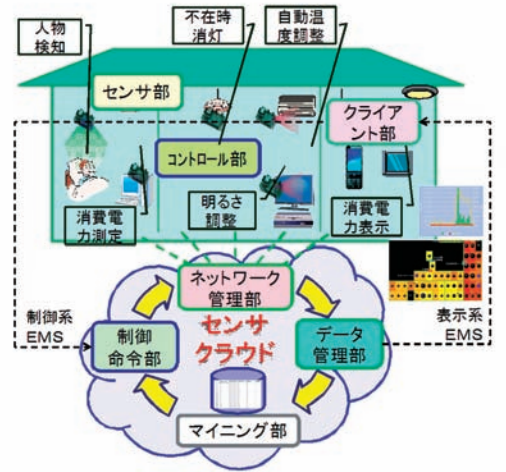 人物
検知
不在時
消灯
自動温
度調整
センサ部
クライア
ント部
コントロール部
消費電
力測定
明るさ
調整
消費電
力表示
ネットワーク
管理部
制御系
EMS
制御
命令部
センサ
クラウド
データ
管理部
表示系
EMS
マイニング部